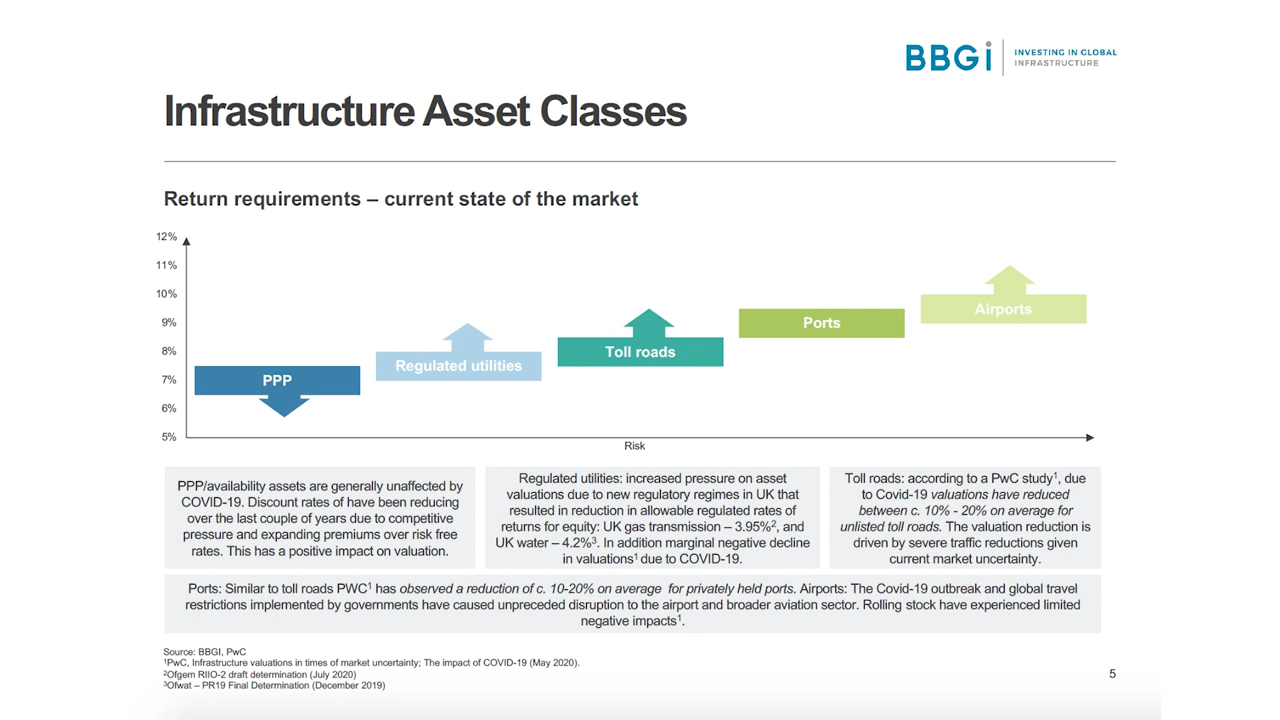 BBGi
INVESTING IN GLOBAL
INFRASTRUCTURE
Infrastructure Asset Classes
Return requirements – current state of the market
12%
11%
10%
9%
8%
7%
6%
5%
PPP
Regulated utilities
Toll roads
Ports
Airports
Risk
PPP/availability assets are generally unaffected by
COVID-19. Discount rates of have been reducing
over the last couple of years due to competitive
pressure and expanding premiums over risk free
rates. This has a positive impact on valuation.
Regulated utilities: increased pressure on asset
valuations due to new regulatory regimes in UK that
resulted in reduction in allowable regulated rates of
returns for equity: UK gas transmission – 3.95%², and
UK water – 4.2%³. In addition marginal negative decline
in valuations¹ due to COVID-19.
Toll roads: according to a PwC study¹, due
to Covid-19 valuations have reduced
between c. 10% - 20% on average for
unlisted toll roads. The valuation reduction is
driven by severe traffic reductions given
current market uncertainty.
Ports: Similar to toll roads PWC¹ has observed a reduction of c. 10-20% on average for privately held ports. Airports: The Covid-19 outbreak and global travel
restrictions implemented by governments have caused unpreceded disruption to the airport and broader aviation sector. Rolling stock have experienced limited
negative impacts¹.
Source: BBGI, PwC
¹PwC, Infrastructure valuations in times of market uncertainty; The impact of COVID-19 (May 2020).
²Ofgem RIIO-2 draft determination (July 2020)
³Ofwat – PR19 Final Determination (December 2019)
5